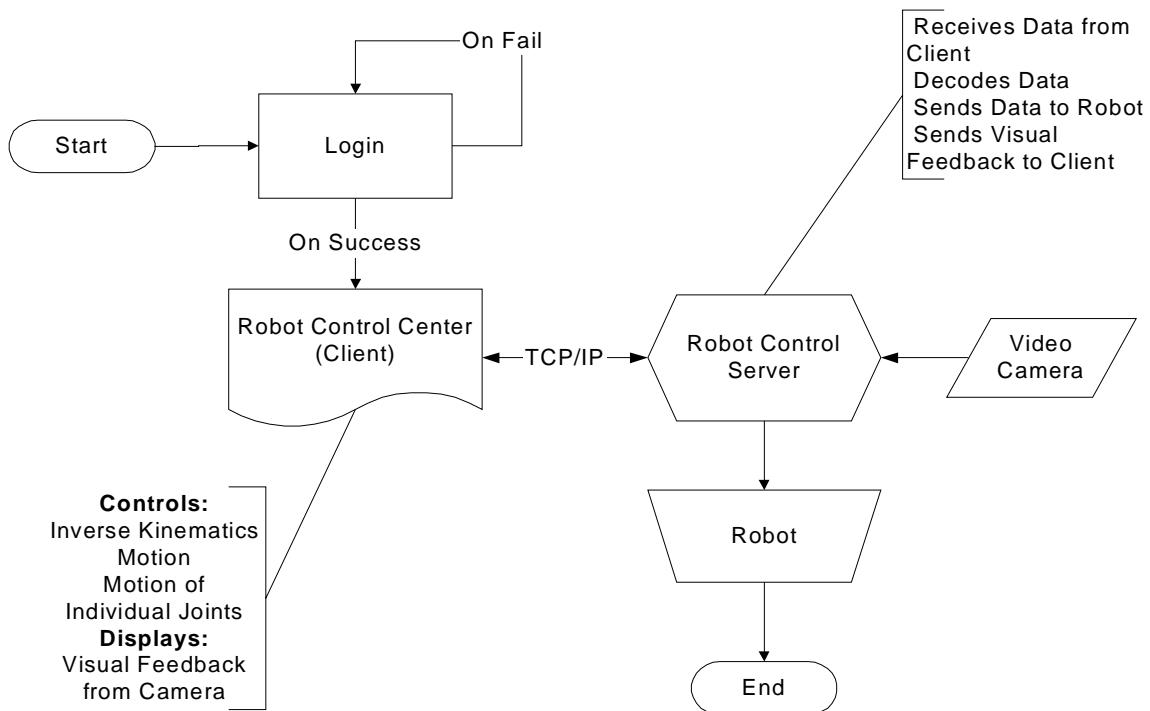 On Fail
Start
Login
On Success
Robot Control Center
(Client)
TCP/IP
Robot Control
Server
Video
Camera
Receives Data from
Client
Decodes Data
Sends Data to Robot
Sends Visual
Feedback to Client
Controls:
Inverse Kinematics
Motion
Motion of
Individual Joints
Displays:
Visual Feedback
from Camera
Robot
End